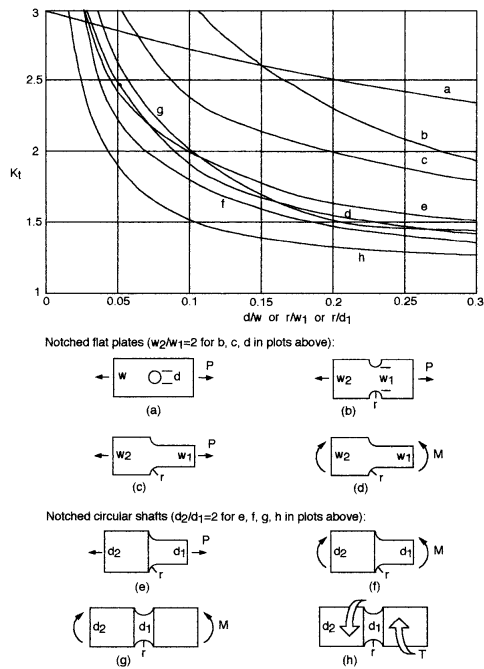 3
2.5
2
Kt
1.5
1
a
b
c
g
e
d
f
h
0 0.05 0.1 0.15 0.2 0.25 0.3
d/w or r/w1 or r/d1
Notched flat plates (w2/w1=2 for b, c, d in plots above):
w d P
(a)
w2 w1 P
r
(b)
w2 w1 P
r
(c)
w2 w1 M
r
(d)
Notched circular shafts (d2/d1=2 for e, f, g, h in plots above):
d2 d1 P
r
(e)
d2 d1 M
r
(f)
d2 d1 M
r
(g)
d2 d1
r T
(h)